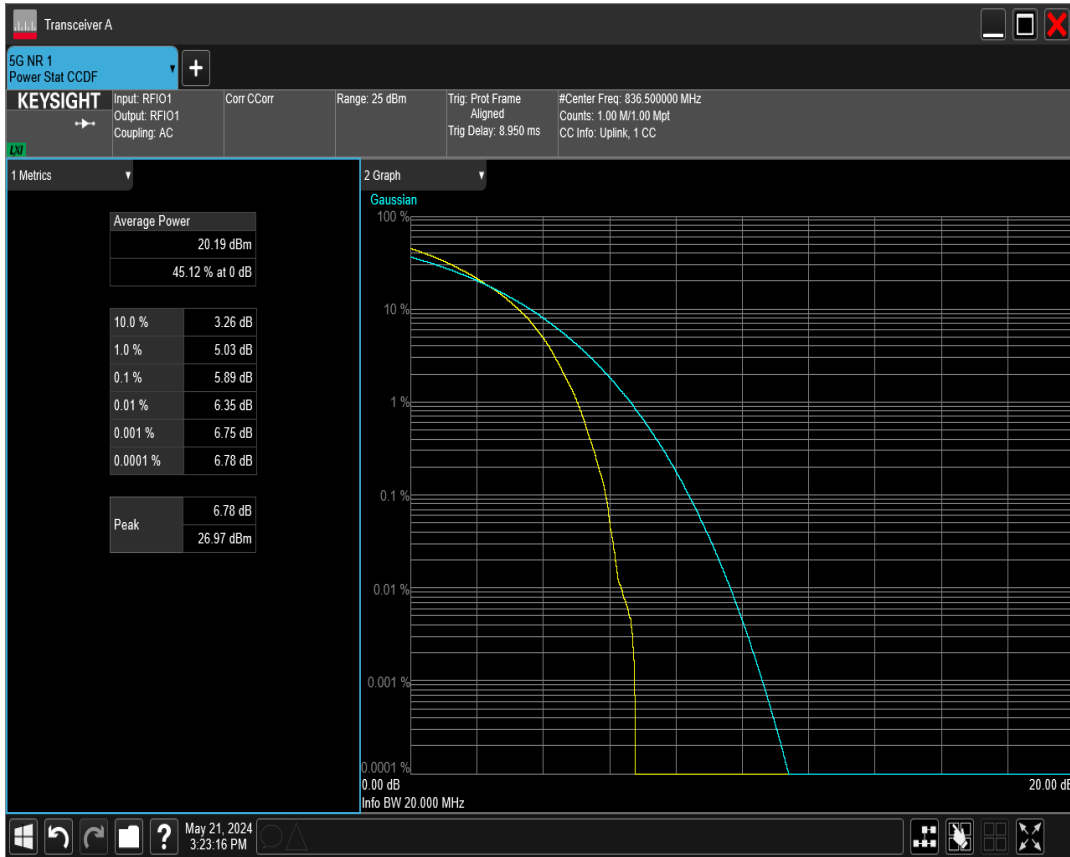 Transceiver A
5G NR 1
Power Stat CCDF
+
KEYSIGHT
LXI
Input: RFIO1
Output: RFIO1
Coupling: AC
Corr CCorr
Range: 25 dBm
Trig: Prot Frame
Aligned
Trig Delay: 8.950 ms
#Center Freq: 836.500000 MHz
Counts: 1.00 M/1.00 Mpt
CC Info: Uplink, 1 CC
1 Metrics
Average Power
20.19 dBm
45.12 % at 0 dB
10.0 % 3.26 dB
1.0 % 5.03 dB
0.1 % 5.89 dB
0.01 % 6.35 dB
0.001 % 6.75 dB
0.0001 % 6.78 dB
Peak
6.78 dB
26.97 dBm
2 Graph
Gaussian
100 %
10 %
1 %
0.1 %
0.01 %
0.001 %
0.0001 %
0.00 dB 20.00 dB
Info BW 20.000 MHz
?
May 21, 2024
3:23:16 PM